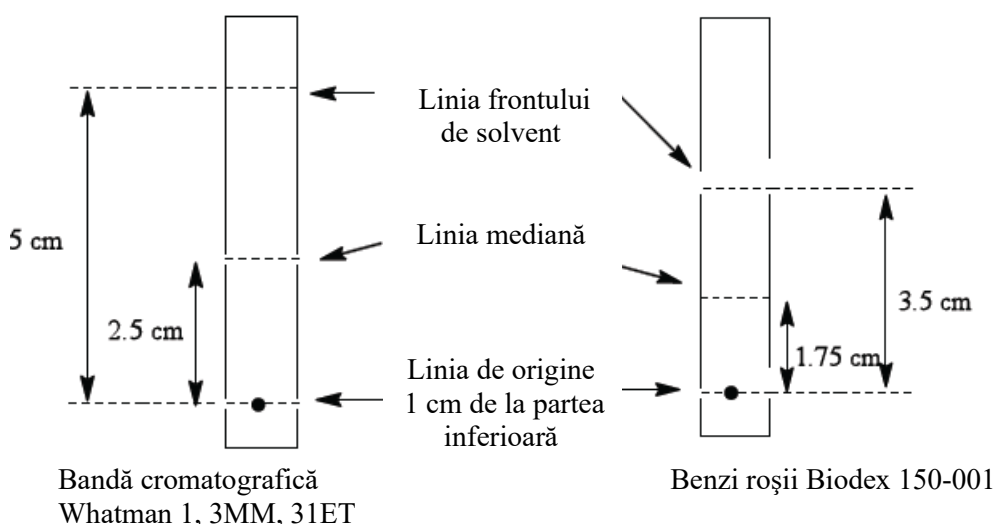 Linia frontului
de solvent
5 cm
Linia mediană
3.5 cm
2.5 cm
1.75 cm
Linia de origine
1 cm de la partea
inferioară
Bandă cromatografică
Whatman 1, 3MM, 31ET
Benzi roşii Biodex 150-001